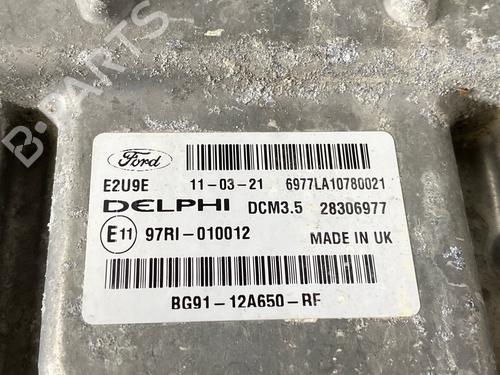 B-PARTS
Ford
E2U9E 11-03-21 6977LA10780021
DELPHI DCM3.5 28306977
E11 97RI-010012 MADE IN UK
BG91-12A650-RF